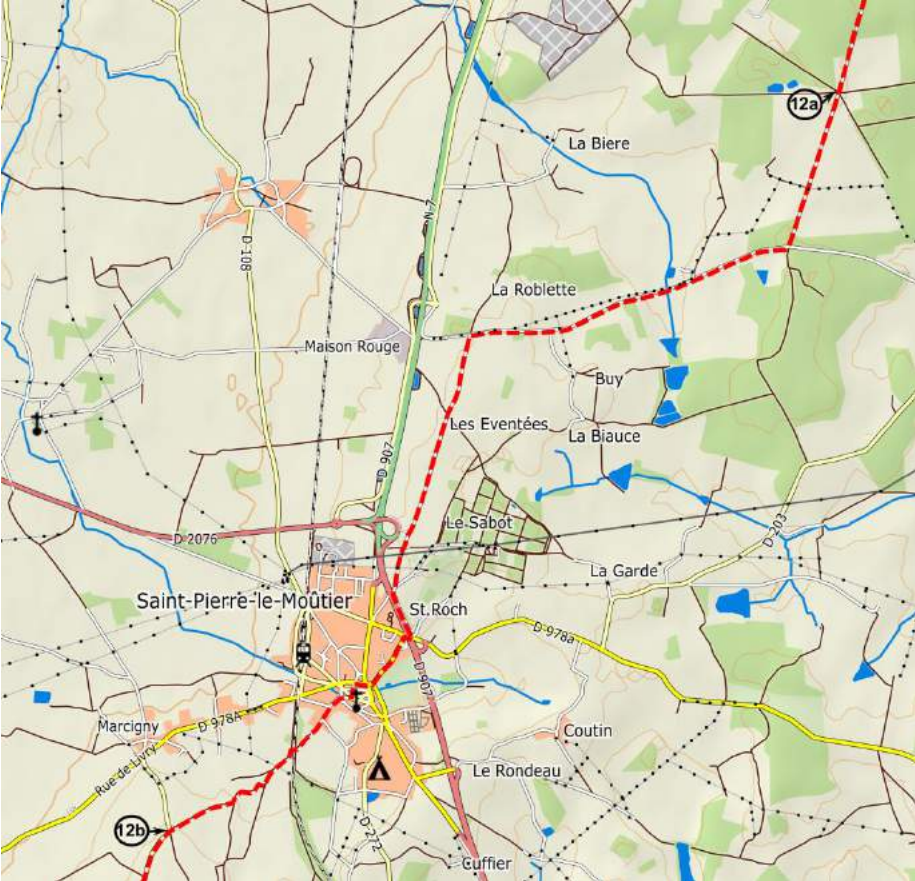 12a
La Biere
N 7
D 108
La Roblette
Maison Rouge
Buy
Les Eventées
La Biauce
D 907
Le Sabot
D 2076
D 203
La Garde
Saint-Pierre-le-Moûtier
St.Roch
D 978a
D 907
Marcigny
D 978A
Coutin
Rue de Livry
Le Rondeau
12b
D 272
Cuffier